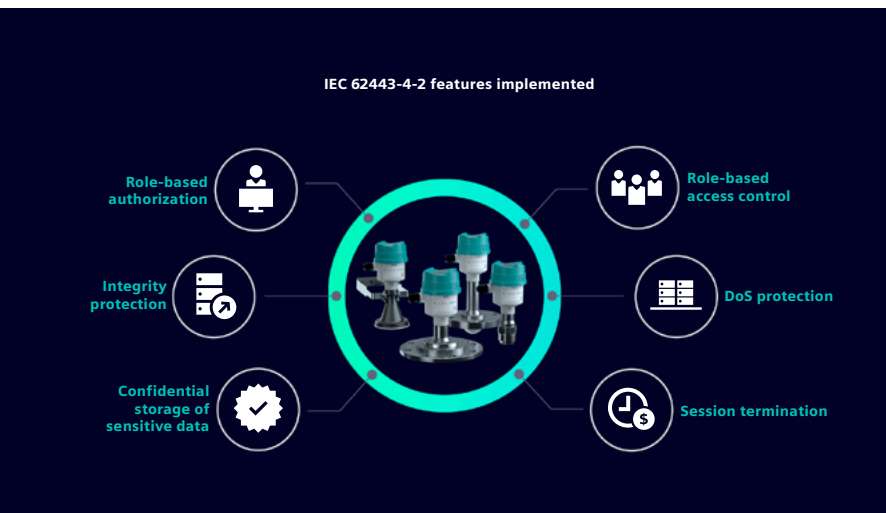 IEC 62443-4-2 features implemented
Role-based
authorization
Role-based
access control
Integrity
protection
DoS protection
Confidential
storage of
sensitive data
$
Session termination